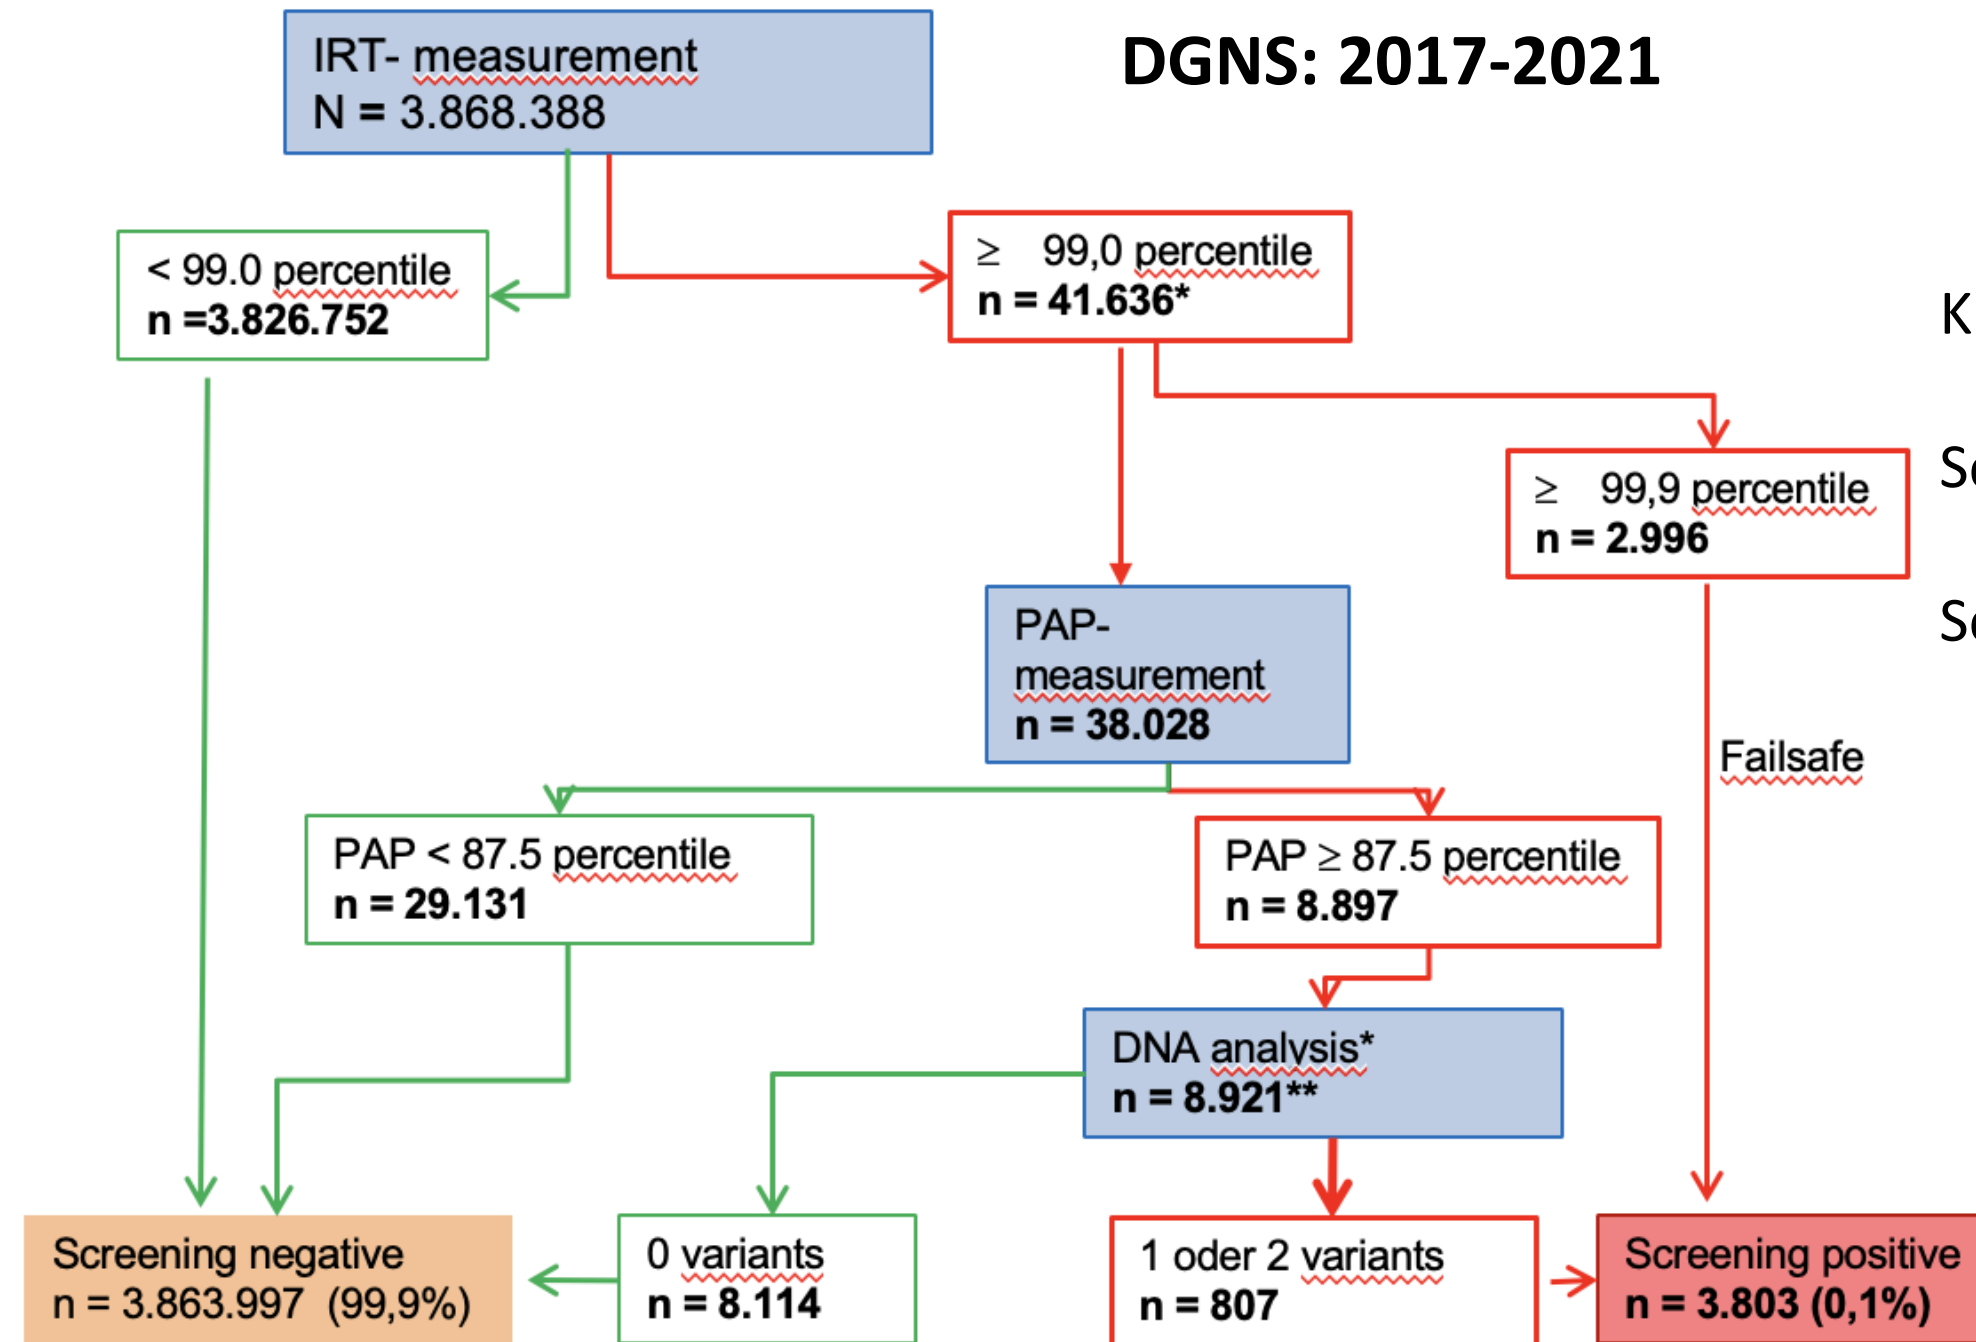 IRT- measurement
N = 3.868.388
DGNS: 2017-2021
< 99.0 percentile
n =3.826.752
≥ 99,0 percentile
n = 41.636*
K
≥ 99,9 percentile
n = 2.996
PAP-
measurement
n = 38.028
Failsafe
PAP < 87.5 percentile
n = 29.131
PAP ≥ 87.5 percentile
n = 8.897
DNA analysis*
n = 8.921**
Screening negative
n = 3.863.997 (99,9%)
0 variants
n = 8.114
1 oder 2 variants
n = 807
Screening positive
n = 3.803 (0,1%)